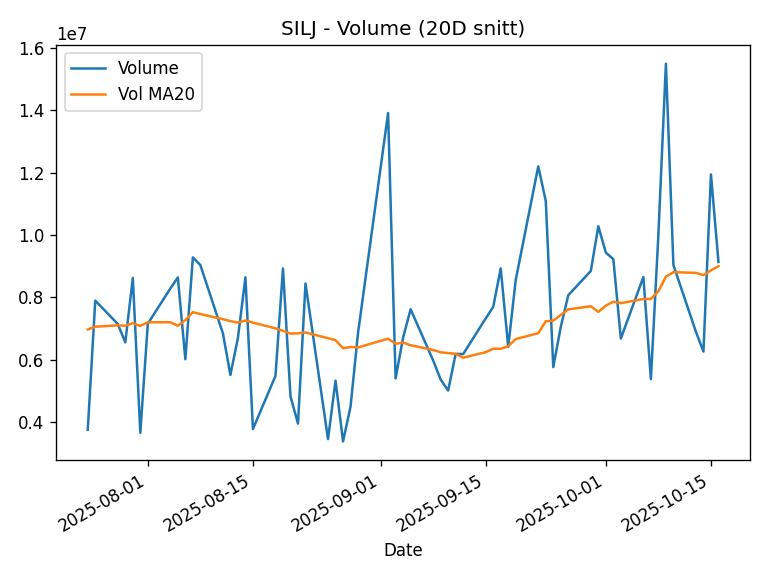 SILJ - Volume (20D snitt)
1e7
Volume
Vol MA20
1.6
1.4
1.2
1.0
0.8
0.6
0.4
2025-08-01
2025-08-15
2025-09-01
2025-09-15
2025-10-01
2025-10-15
Date